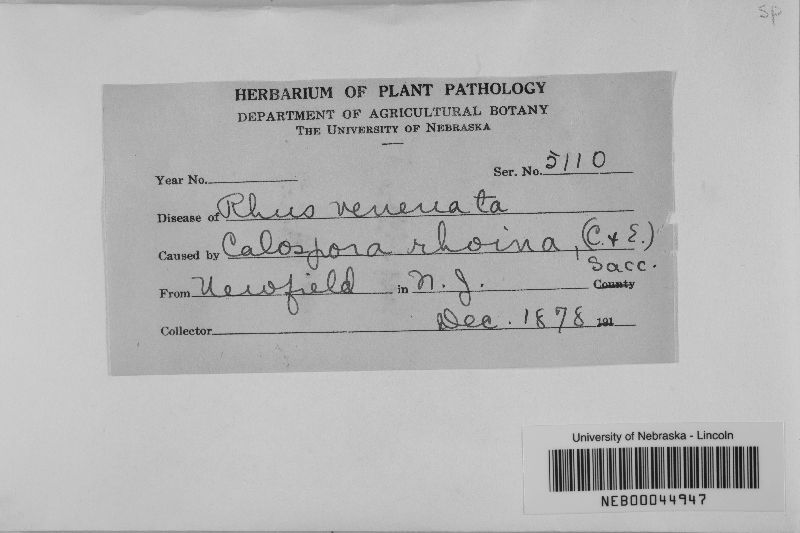 Sp
HERBARIUM OF PLANT PATHOLOGY
DEPARTMENT OF AGRICULTURAL BOTANY
THE UNIVERSITY OF NEBRASKA
Year No. Ser. No. 5110
Disease of Rhus venenata
Caused by Calospora rhoina, (C. & E.)
Sacc.
From Newfield in N. J. County
Collector Dec. 1878 191
University of Nebraska - Lincoln
NEB00044947